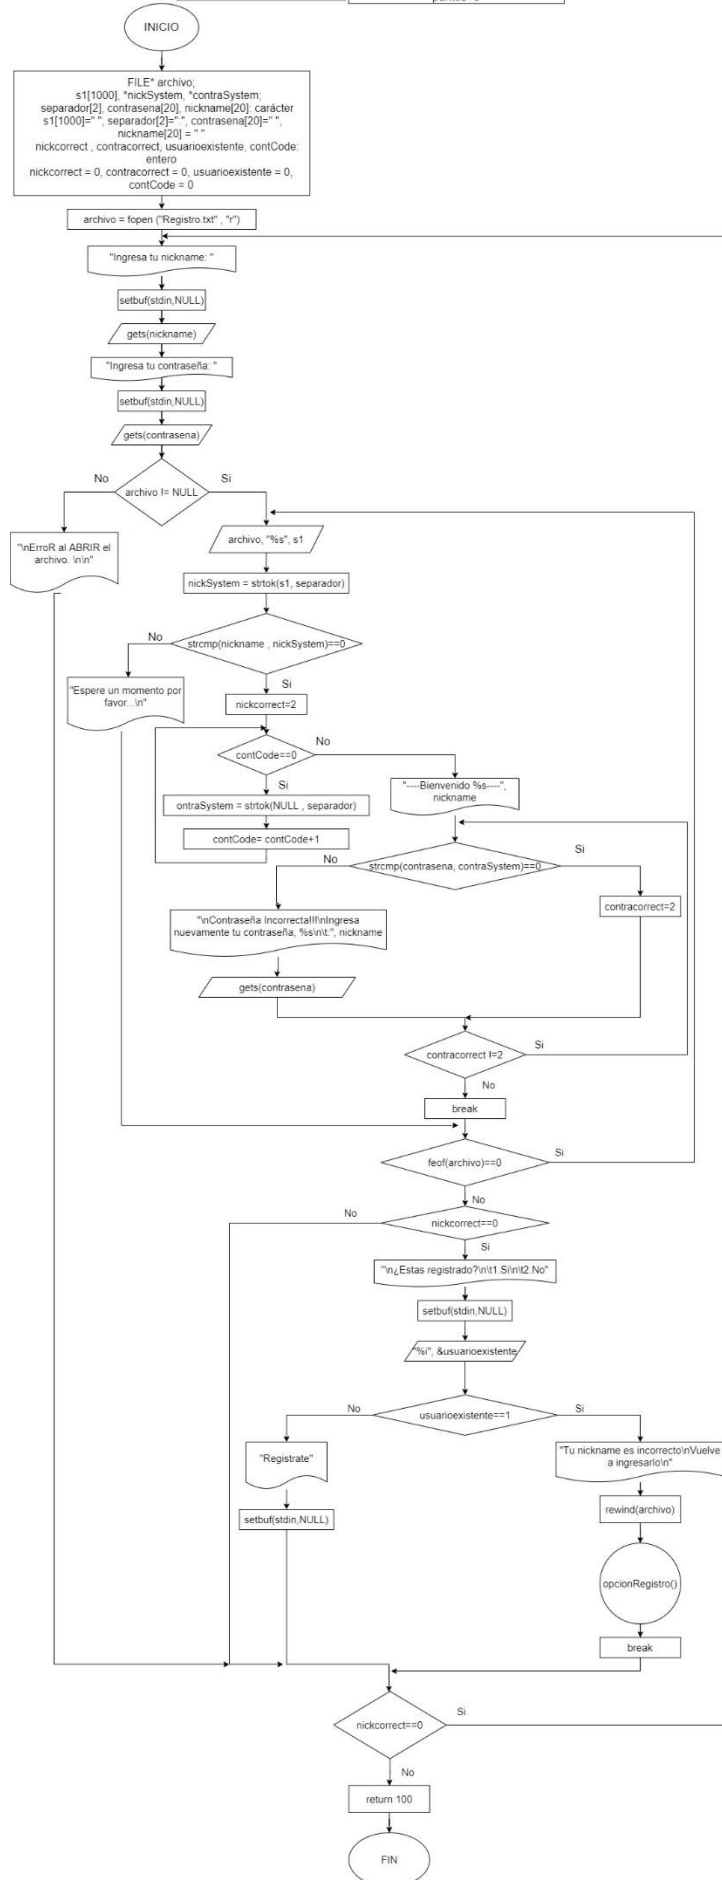 INICIO
FILE* archivo;
s1[1000], *nickSystem, *contraSystem;
separador[2], contrasena[20], nickname[20]: carácter
s1[1000]=" ", separador[2]=":", contrasena[20]=" ",
nickname[20] = " "
nickcorrect , contracorrect, usuarioexistente, contCode:
entero
nickcorrect = 0, contracorrect = 0, usuarioexistente = 0,
contCode = 0
archivo = fopen ("Registro.txt" , "r")
"Ingresa tu nickname: "
setbuf(stdin,NULL)
gets(nickname)
"Ingresa tu contraseña: "
setbuf(stdin,NULL)
gets(contrasena)
No
archivo != NULL
Si
"\nErroR al ABRIR el
archivo. \n\n"
archivo, "%s", s1
nickSystem = strtok(s1, separador)
No
strcmp(nickname , nickSystem)==0
"Espere un momento por
favor...\n"
Si
nickcorrect=2
contCode==0
No
Si
ontraSystem = strtok(NULL , separador)
contCode= contCode+1
"----Bienvenido %s----",
nickname
No
strcmp(contrasena, contraSystem)==0
Si
contracorrect=2
"\nContraseña Incorrecta!!!\nIngresa
nuevamente tu contraseña, %s\n\t:", nickname
gets(contrasena)
contracorrect !=2
Si
No
break
feof(archivo)==0
Si
No
No
nickcorrect==0
Si
"\n¿Estas registrado?\n\t1.Si\n\t2.No"
setbuf(stdin,NULL)
"%i", &usuarioexistente
No
usuarioexistente==1
Si
"Registrate"
setbuf(stdin,NULL)
"Tu nickname es incorrecto\nVuelve
a ingresarlo\n"
rewind(archivo)
opcionRegistro()
break
nickcorrect==0
Si
No
return 100
FIN